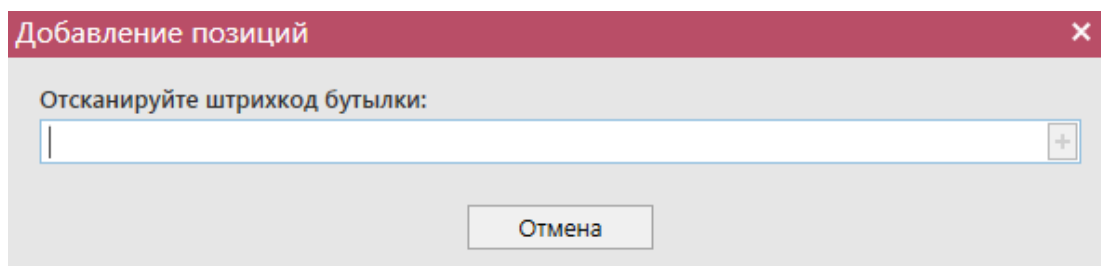 Добавление позиций
Отсканируйте штрихкод бутылки:
Отмена